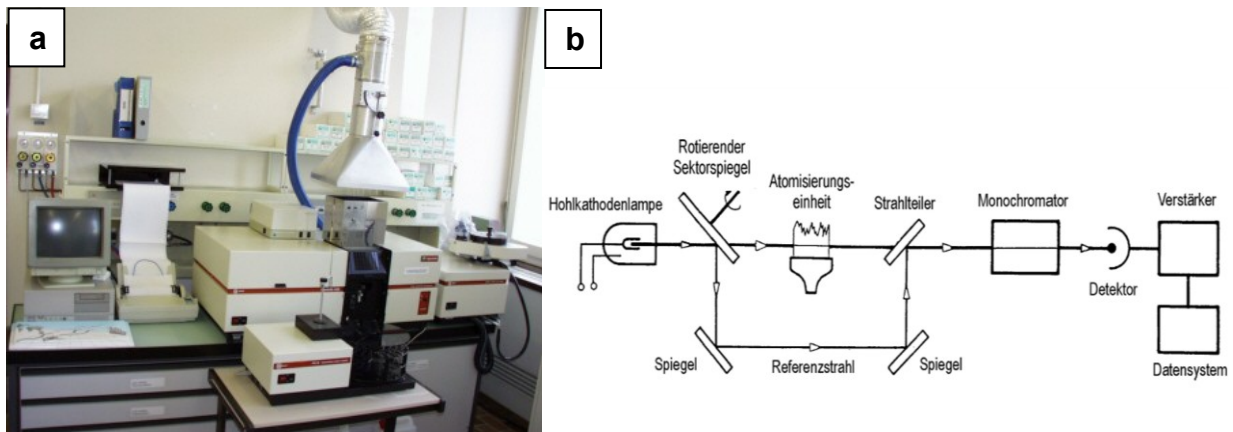 a
b
Rotierender
Sektorspiegel
Atomisierungs-
einheit
Hohlkathodenlampe
Strahlteiler
Monochromator
Verstärker
Detektor
Spiegel
Referenzstrahl
Spiegel
Datensystem